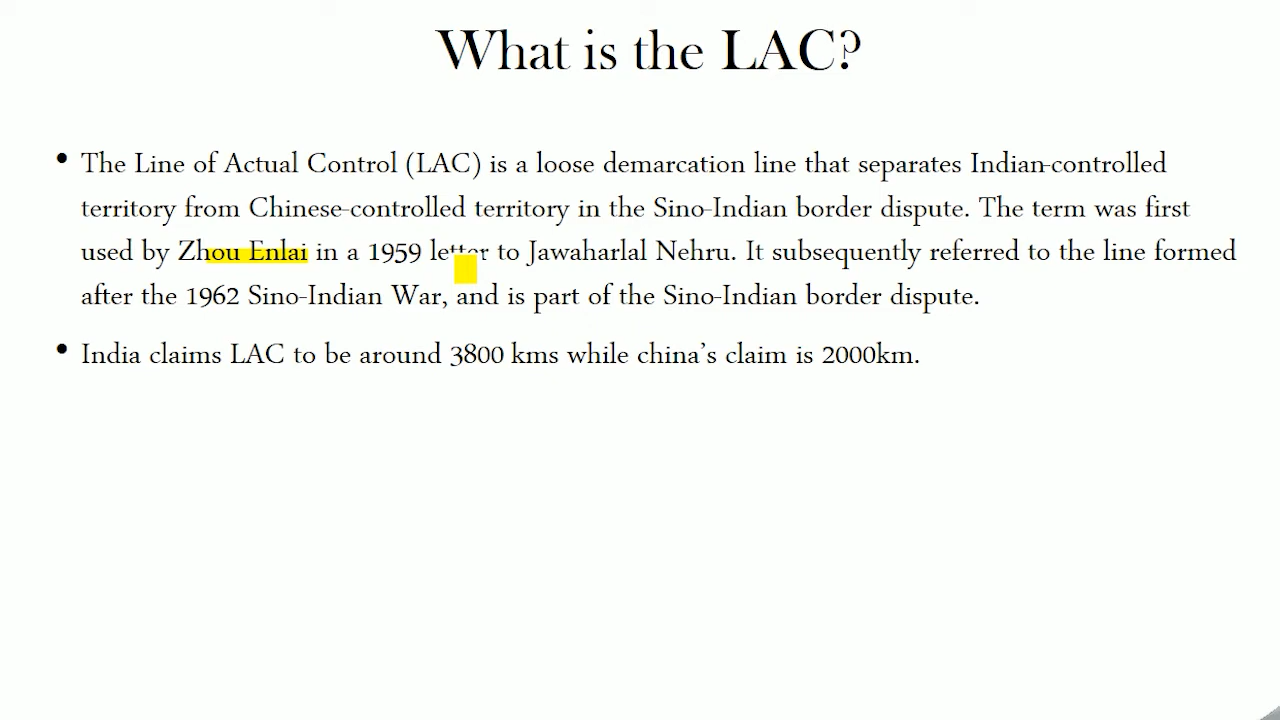 What is the LAC?
• The Line of Actual Control (LAC) is a loose demarcation line that separates Indian-controlled
territory from Chinese-controlled territory in the Sino-Indian border dispute. The term was first
used by Zhou Enlai in a 1959 letter to Jawaharlal Nehru. It subsequently referred to the line formed
after the 1962 Sino-Indian War, and is part of the Sino-Indian border dispute.
• India claims LAC to be around 3800 kms while china's claim is 2000km.